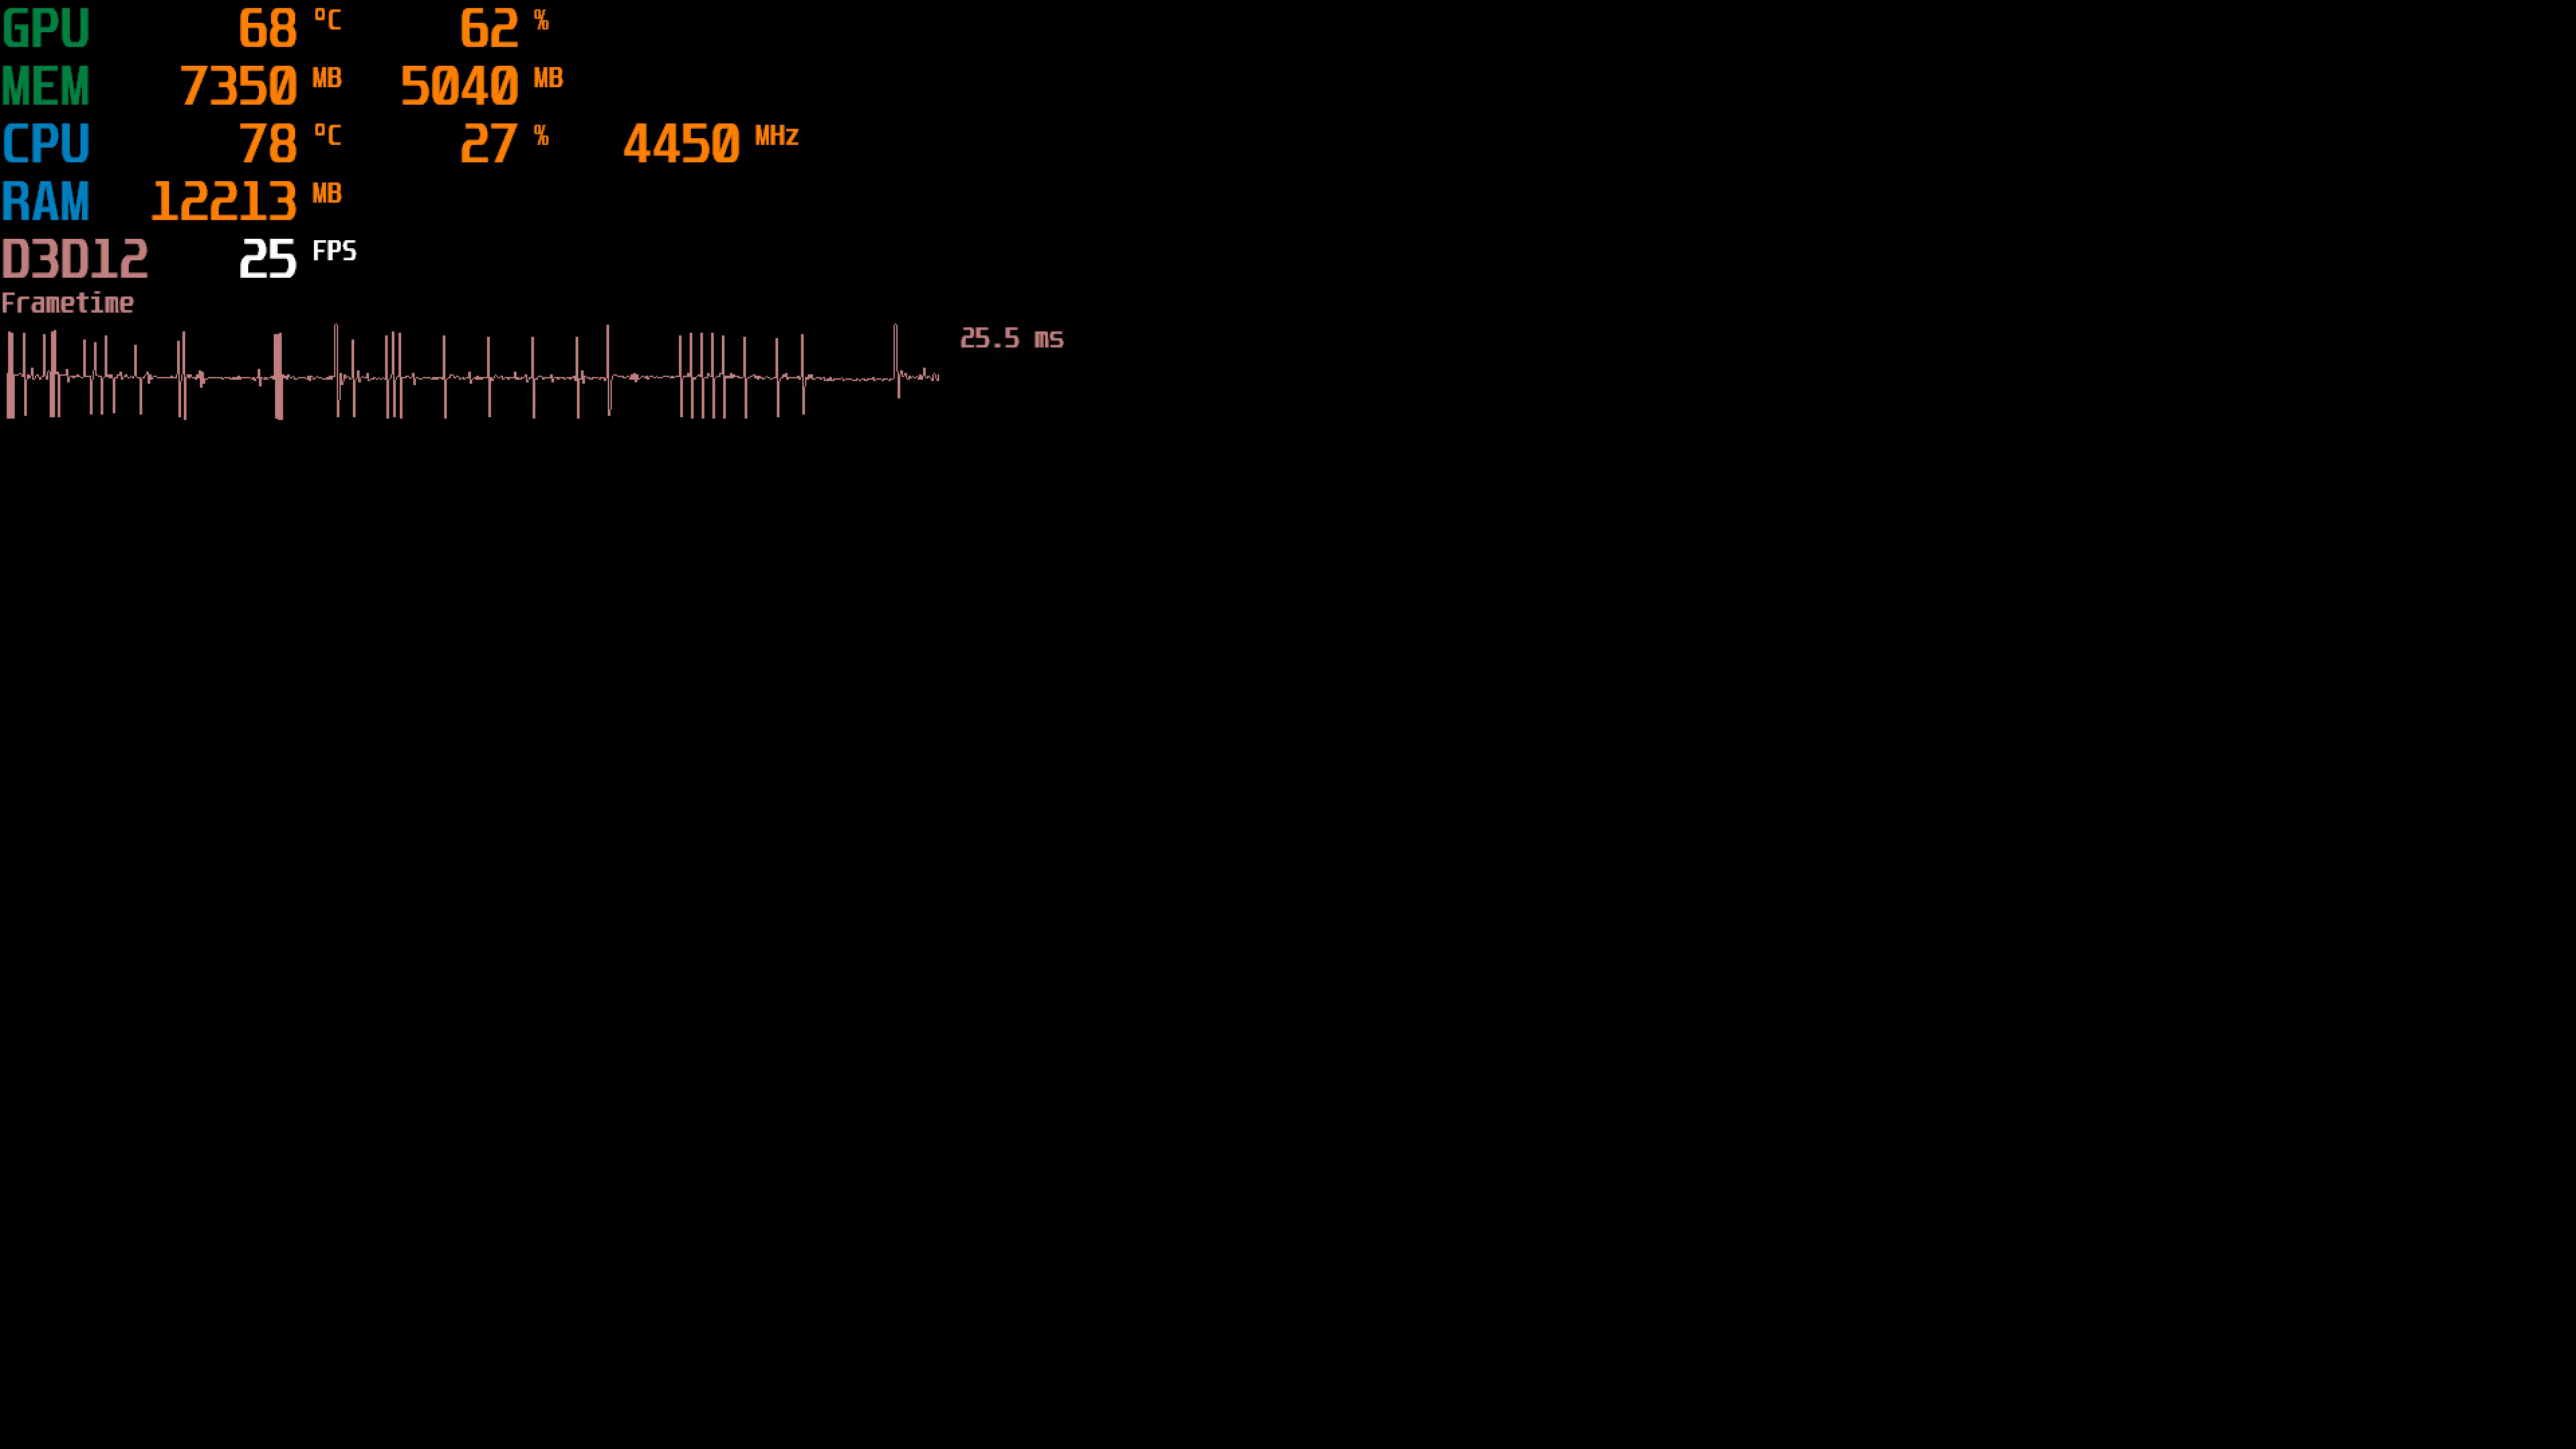 GPU 68 °C 62 %
MEM 7350 MB 5040 MB
CPU 78 °C 27 % 4450 MHz
RAM 12213 MB
D3D12 25 FPS
Frametime
25.5 ms